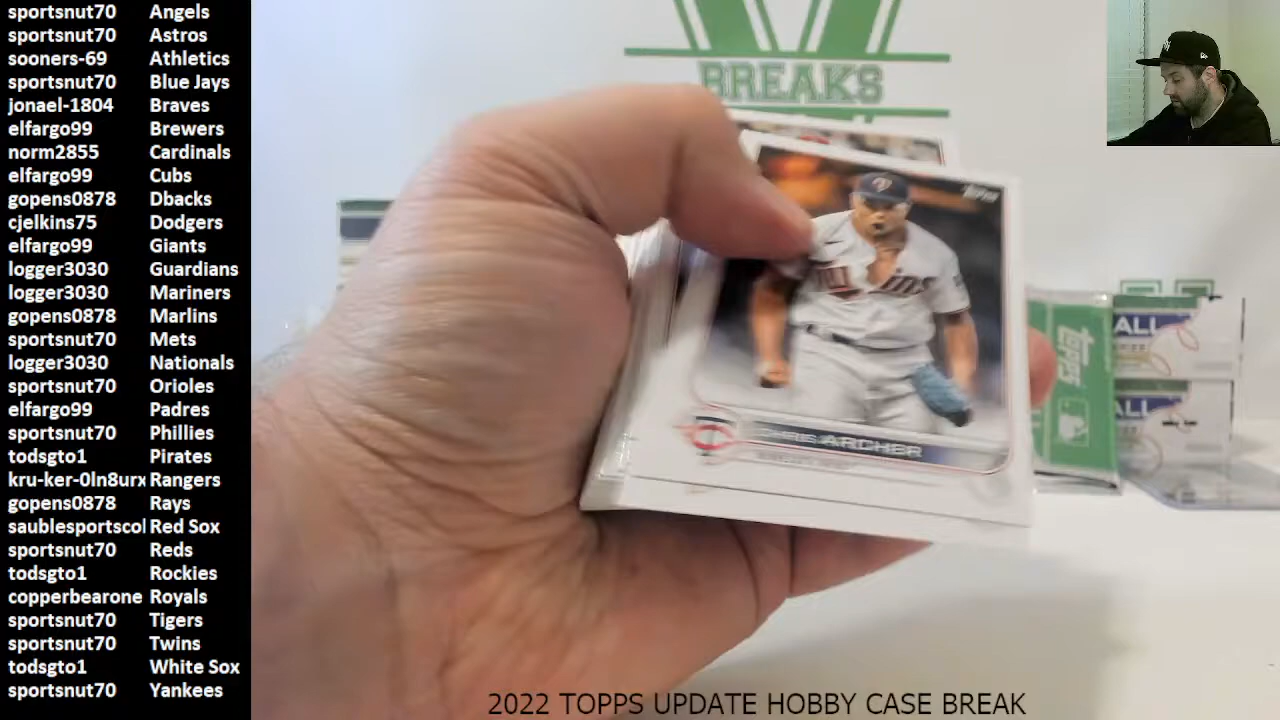 sportsnut70 Angels
sportsnut70 Astros
sooners-69 Athletics
sportsnut70 Blue Jays
jonael-1804 Braves
elfargo99 Brewers
norm2855 Cardinals
elfargo99 Cubs
gopens0878 Dbacks
cjelkins75 Dodgers
elfargo99 Giants
logger3030 Guardians
logger3030 Mariners
gopens0878 Marlins
sportsnut70 Mets
logger3030 Nationals
sportsnut70 Orioles
elfargo99 Padres
sportsnut70 Phillies
todsgto1 Pirates
kru-ker-0ln8urx Rangers
gopens0878 Rays
saublesportscol Red Sox
sportsnut70 Reds
todsgto1 Rockies
copperbearone Royals
sportsnut70 Tigers
sportsnut70 Twins
todsgto1 White Sox
sportsnut70 Yankees
BREAKS
CHRIS ARCHER
TOPPS
ALL
ALL
2022 TOPPS UPDATE HOBBY CASE BREAK